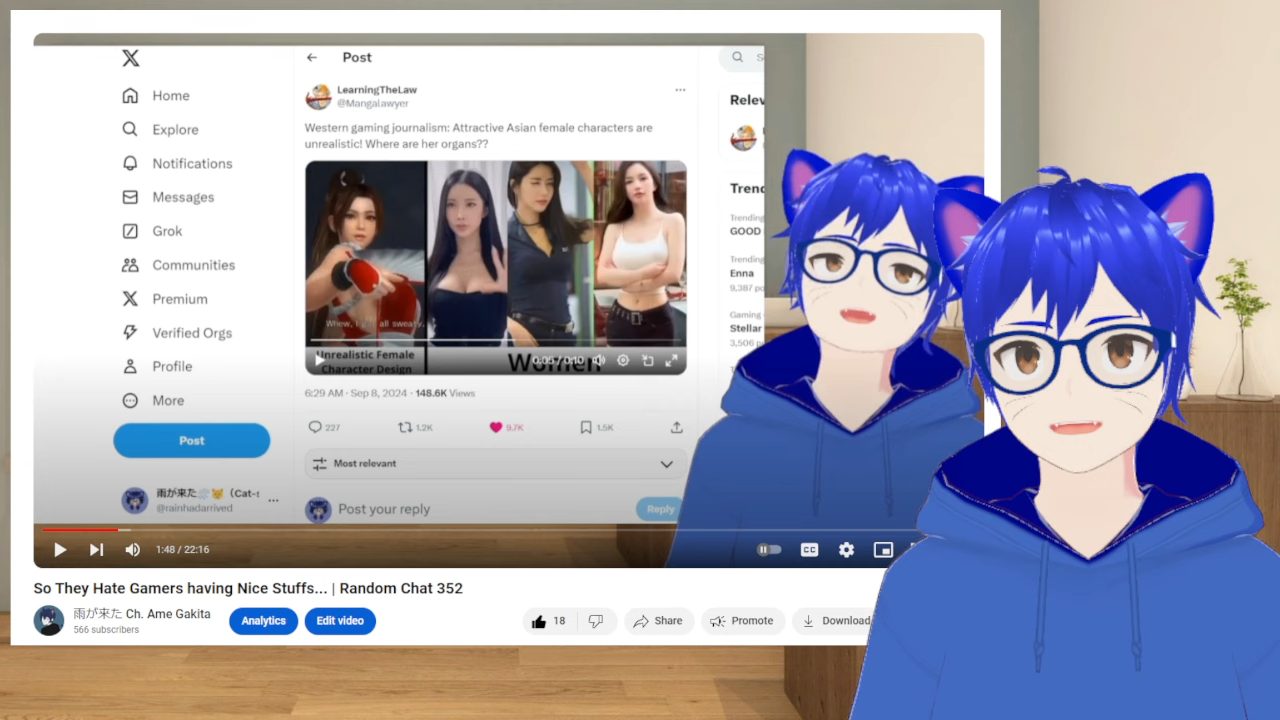 X
Home
Explore
Notifications
Messages
Grok
Communities
Premium
Verified Orgs
Profile
More
Post
雨が来た🌧️😺 (Cat-
@rainhadarrived
Post
LearningTheLaw
@Mangalawyer
Western gaming journalism: Attractive Asian female characters are
unrealistic! Where are her organs??
Whew, I got all sweaty.
Unrealistic Female
Character Design
Women
0:05 / 0:10
6:29 AM · Sep 8, 2024 · 148.6K Views
227
1.2K
9.7K
1.5K
Most relevant
Post your reply
Reply
Relev
Trend
Trending
GOOD
Trending
Enna
9,387 po
Gaming
Stellar
3,506 p
1:48 / 22:16
CC
So They Hate Gamers having Nice Stuffs... | Random Chat 352
雨が来た Ch. Ame Gakita
566 subscribers
Analytics
Edit video
18
Share
Promote
Download